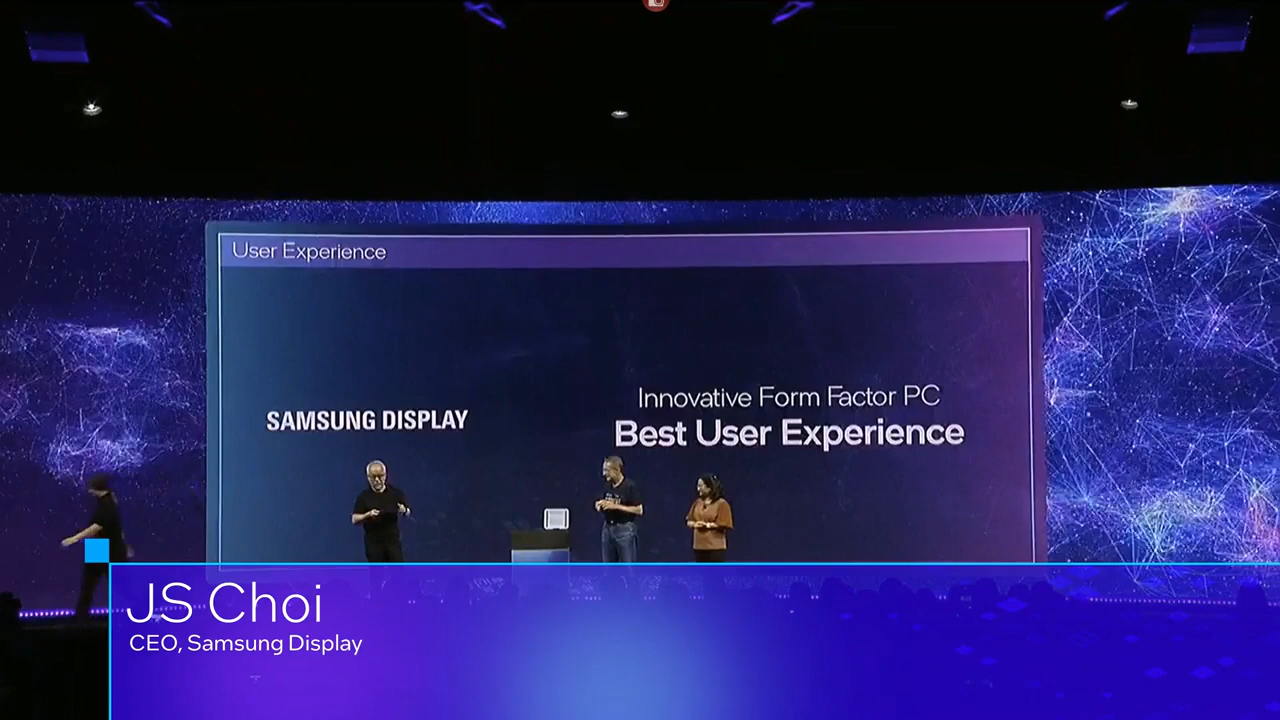 User Experience
SAMSUNG DISPLAY
Innovative Form Factor PC
Best User Experience
JS Choi
CEO, Samsung Display